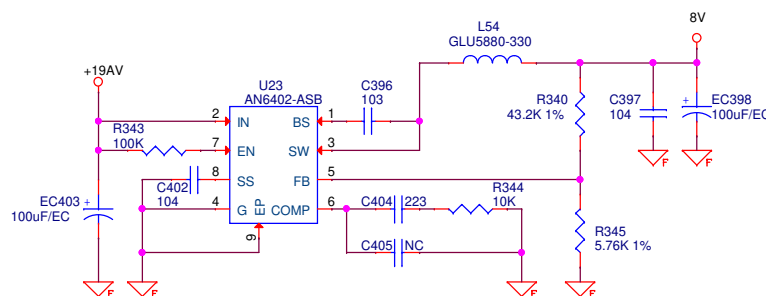 L54
GLU5880-330
8V
+19AV
U23
AN6402-ASB
C396
103
R340
43.2K 1%
C397
104
EC398
100uF/EC
R343
100K
2 IN BS 1
7 EN SW 3
8 SS FB 5
4 G EP COMP 6
9
C402
104
EC403
100uF/EC
C404 223
R344
10K
C405 NC
R345
5.76K 1%
F F F F F F